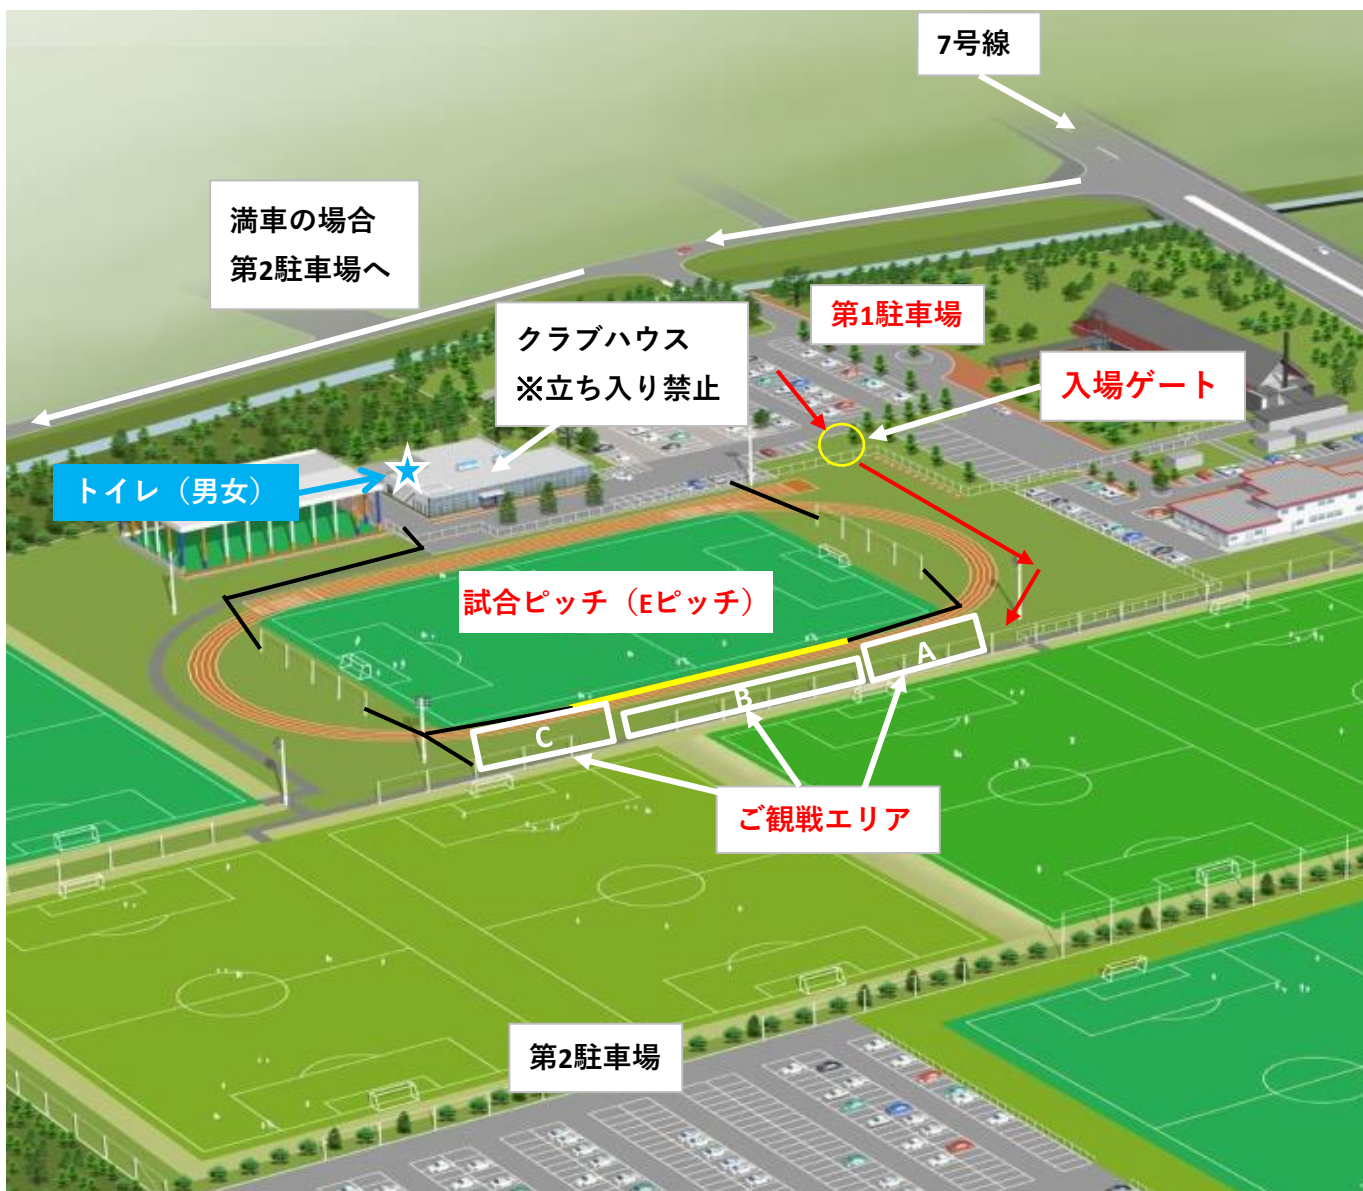 7号線
満車の場合
第2駐車場へ
第1駐車場
クラブハウス
※立ち入り禁止
入場ゲート
トイレ（男女）
試合ピッチ（Eピッチ）
A
B
C
ご観戦エリア
第2駐車場